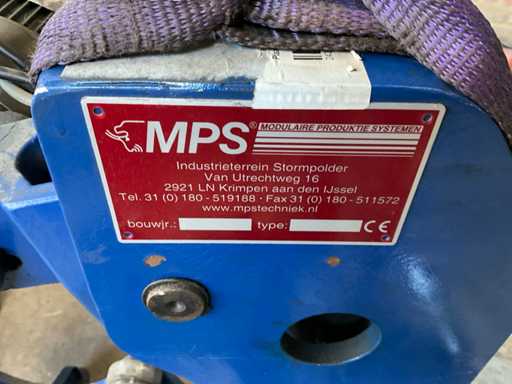 MPS® MODULAIRE PRODUKTIE SYSTEMEN
Industrieterrein Stormpolder
Van Utrechtweg 16
2921 LN Krimpen aan den IJssel
Tel. 31 (0) 180 - 519188 · Fax 31 (0) 180 - 511572
www.mpstechniek.nl
bouwjr.: type: CE